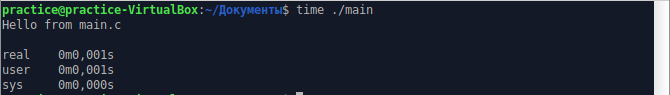 practice@practice-VirtualBox:~/Документы$ time ./main
Hello from main.c
real 0m0,001s
user 0m0,001s
sys 0m0,000s